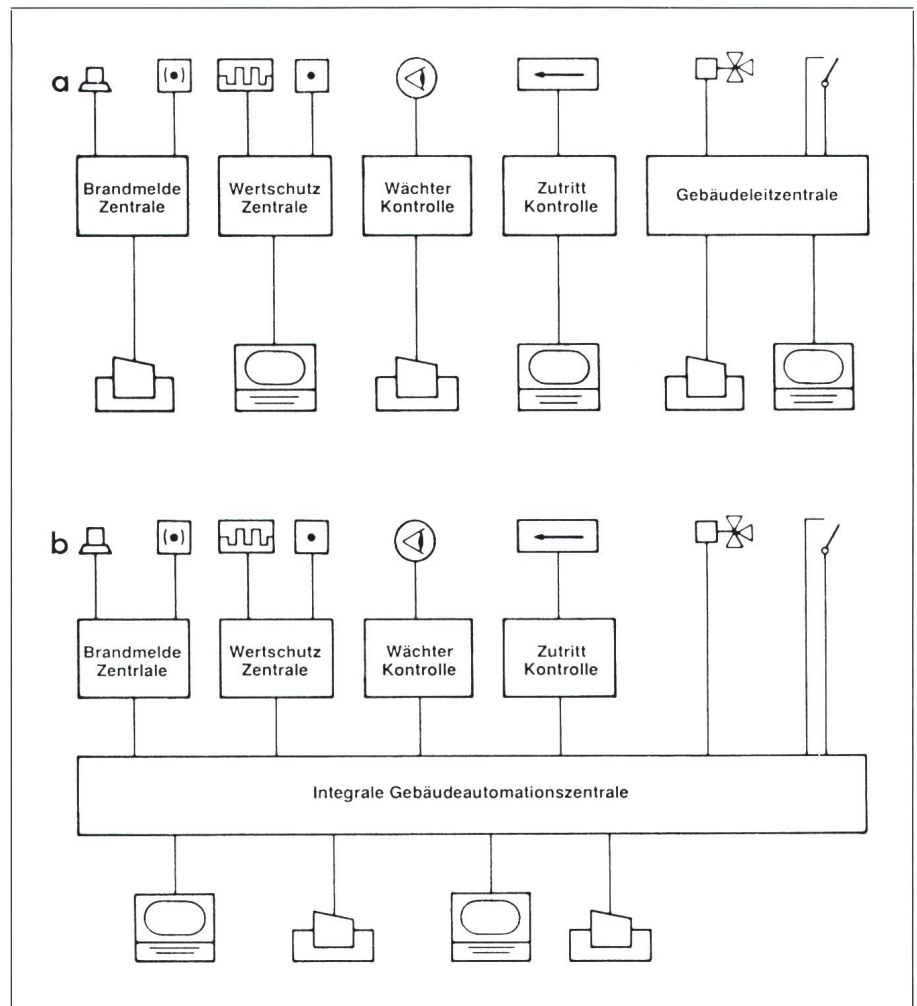 a
Brandmelde
Zentrale
Wertschutz
Zentrale
Wächter
Kontrolle
Zutritt
Kontrolle
Gebäudeleitzentrale
b
Brandmelde
Zentrlale
Wertschutz
Zentrale
Wächter
Kontrolle
Zutritt
Kontrolle
Integrale Gebäudeautomationszentrale